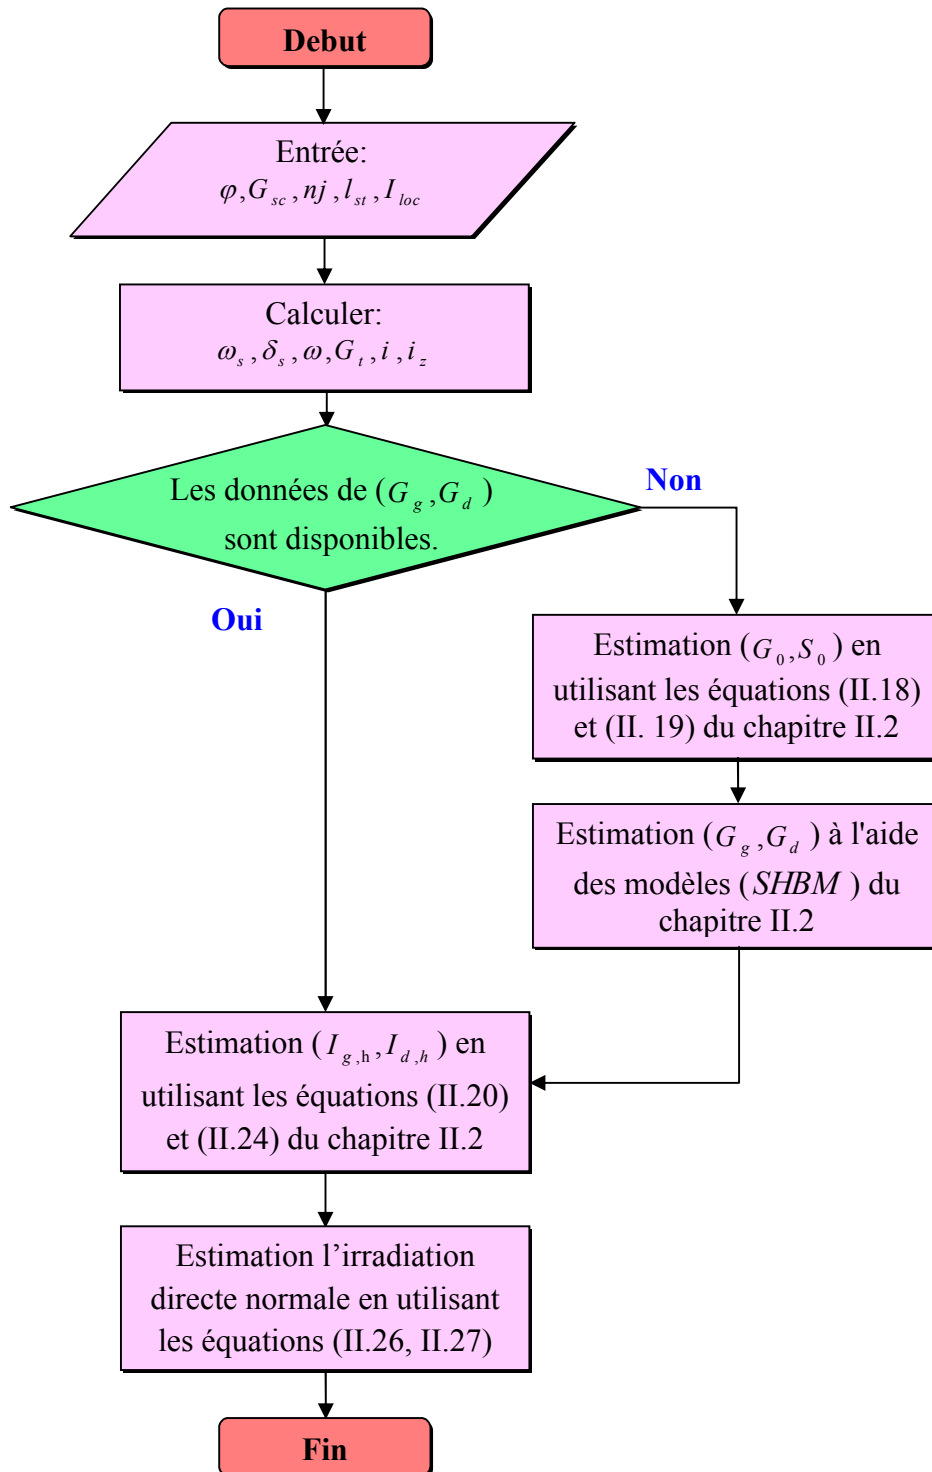 Debut
Entrée:
φ,G_sc,nj,l_st,I_loc
Calculer:
ω_s,δ_s,ω,G_t,i,i_z
Les données de (G_g,G_d)
sont disponibles.
Non
Oui
Estimation (G_0,S_0) en
utilisant les équations (II.18)
et (II. 19) du chapitre II.2
Estimation (G_g,G_d) à l'aide
des modèles (SHBM) du
chapitre II.2
Estimation (I_g,h,I_d,h) en
utilisant les équations (II.20)
et (II.24) du chapitre II.2
Estimation l’irradiation
directe normale en utilisant
les équations (II.26, II.27)
Fin